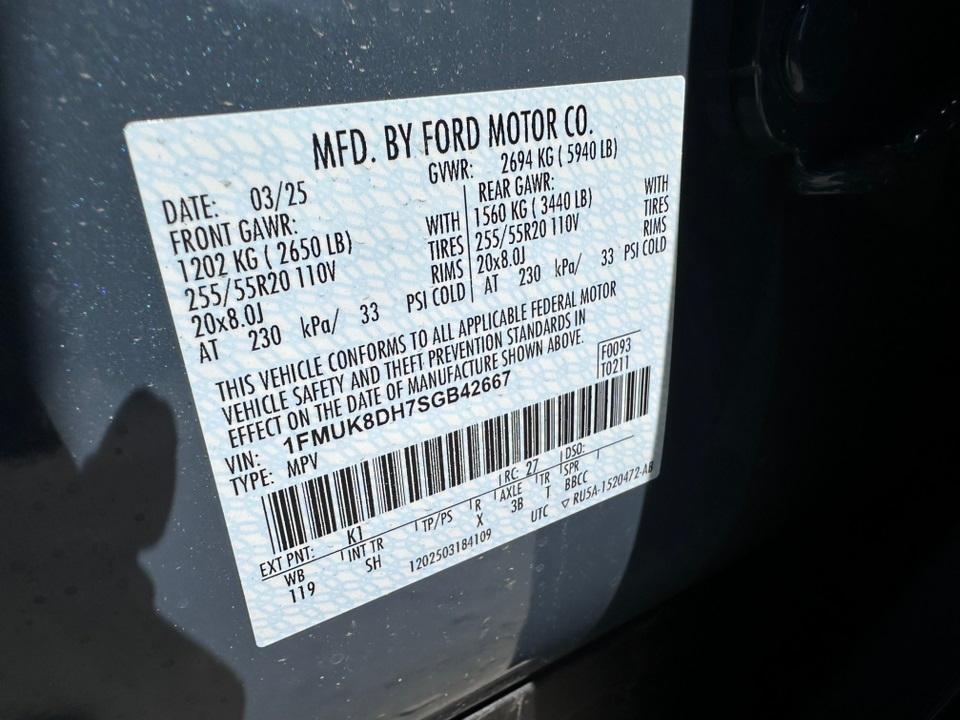 MFD. BY FORD MOTOR CO.
DATE: 03/25
GVWR: 2694 KG ( 5940 LB)
FRONT GAWR:
1202 KG ( 2650 LB) WITH
255/55R20 110V TIRES
20x8.0J RIMS
AT 230 kPa/ 33 PSI COLD
REAR GAWR: WITH
1560 KG ( 3440 LB) TIRES
255/55R20 110V RIMS
20x8.0J
AT 230 kPa/ 33 PSI COLD
THIS VEHICLE CONFORMS TO ALL APPLICABLE FEDERAL MOTOR
VEHICLE SAFETY AND THEFT PREVENTION STANDARDS IN
EFFECT ON THE DATE OF MANUFACTURE SHOWN ABOVE.
F0093
T0211
VIN: 1FMUK8DH7SGB42667
TYPE: MPV
EXT PNT: K1 RC: 27 DSO:
WB INT TR TP/PS R AXLE TR SPR
119 SH X 3B T BBCC
1202503184109 UTC ▽ RU5A-1520472-AB